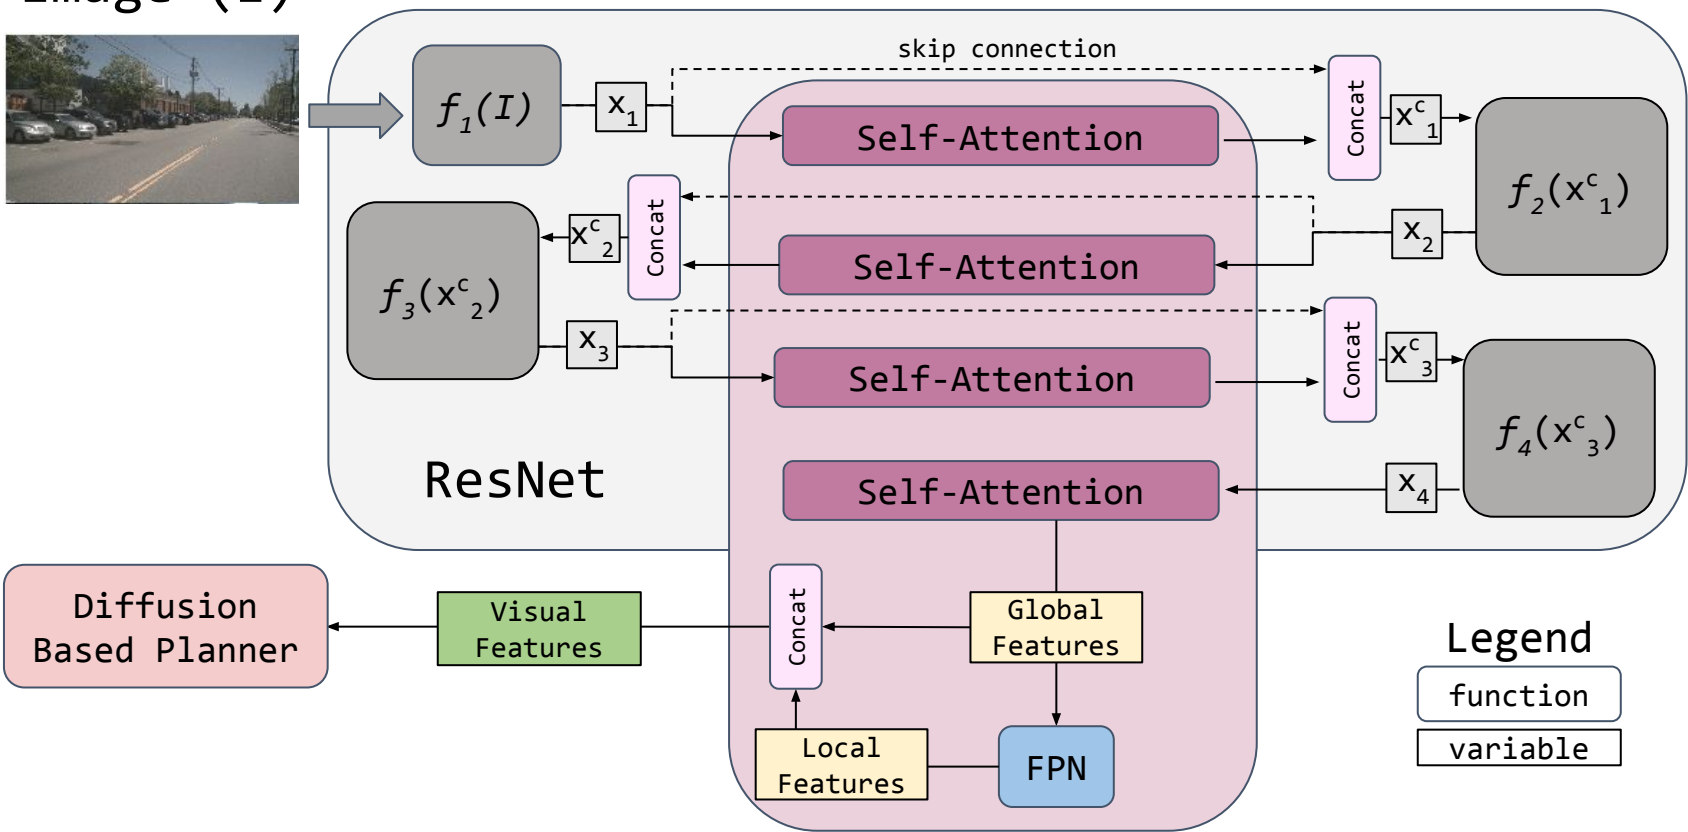 Image (I)
skip connection
f₁(I)
x₁
Self-Attention
Concat
xᶜ₁
f₂(xᶜ₁)
x₂
Self-Attention
Concat
xᶜ₂
f₃(xᶜ₂)
x₃
Self-Attention
Concat
xᶜ₃
f₄(xᶜ₃)
x₄
Self-Attention
ResNet
Global
Features
Concat
Visual
Features
Diffusion
Based Planner
Local
Features
FPN
Legend
function
variable